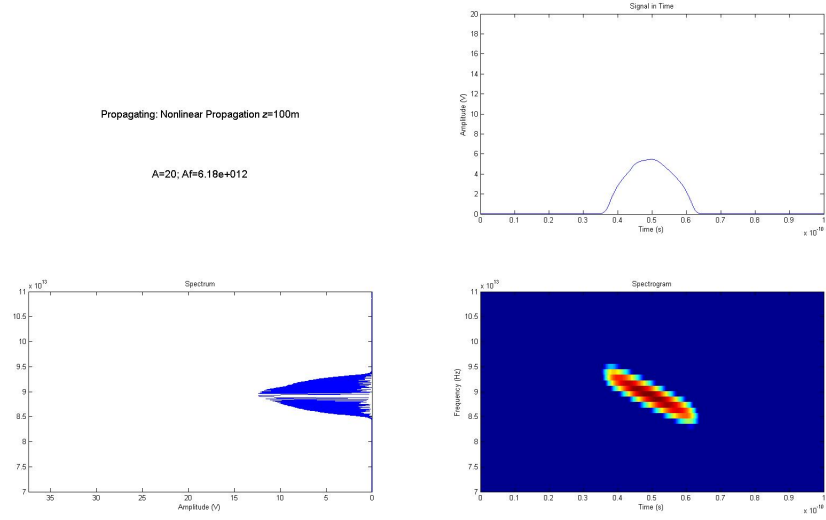 Signal in Time
20
18
16
14
12
10
8
6
4
2
0
Amplitude (V)
0 0.1 0.2 0.3 0.4 0.5 0.6 0.7 0.8 0.9 1
Time (s)
x 10^-10
Propagating: Nonlinear Propagation z=100m
A=20; Af=6.18e+012
Spectrum
x 10^13
11
10.5
10
9.5
9
8.5
8
7.5
7
35 30 25 20 15 10 5 0
Amplitude (V)
Spectrogram
x 10^13
11
10.5
10
9.5
9
8.5
8
7.5
7
Frequency (Hz)
0 0.1 0.2 0.3 0.4 0.5 0.6 0.7 0.8 0.9 1
Time (s)
x 10^-10